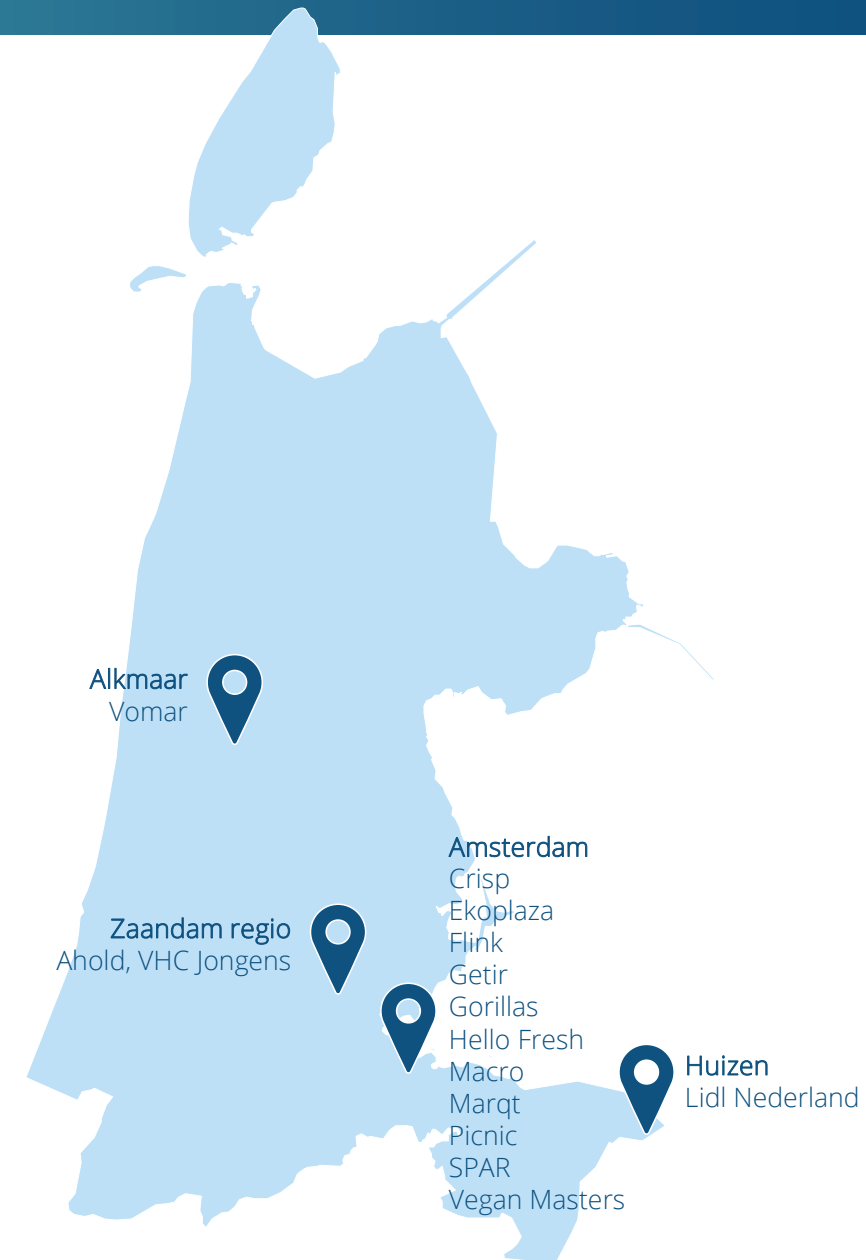 Alkmaar
Vomar
Amsterdam
Crisp
Ekoplaza
Flink
Getir
Gorillas
Hello Fresh
Macro
Marqt
Picnic
SPAR
Vegan Masters
Zaandam regio
Ahold, VHC Jongens
Huizen
Lidl Nederland